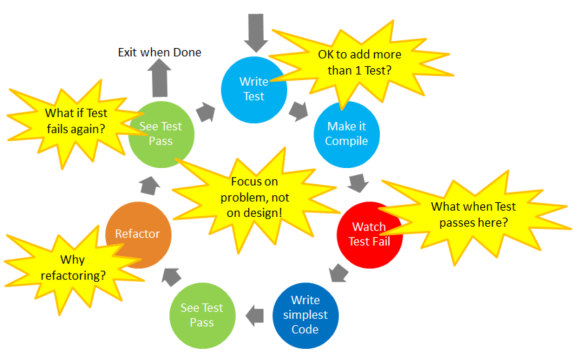 Exit when Done
Write
Test
OK to add more
than 1 Test?
What if Test
fails again?
See Test
Pass
Make it
Compile
Focus on
problem, not
on design!
What when Test
passes here?
Refactor
Watch
Test Fail
Why
refactoring?
See Test
Pass
Write
simplest
Code